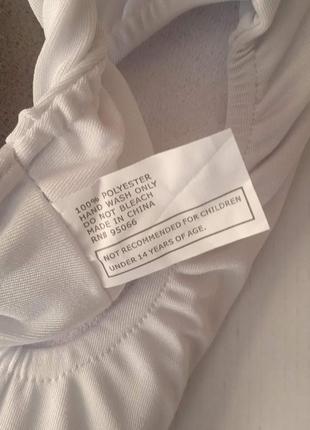 100% POLYESTER
HAND WASH ONLY
DO NOT BLEACH
MADE IN CHINA
RN# 95066
NOT RECOMMENDED FOR CHILDREN
UNDER 14 YEARS OF AGE.